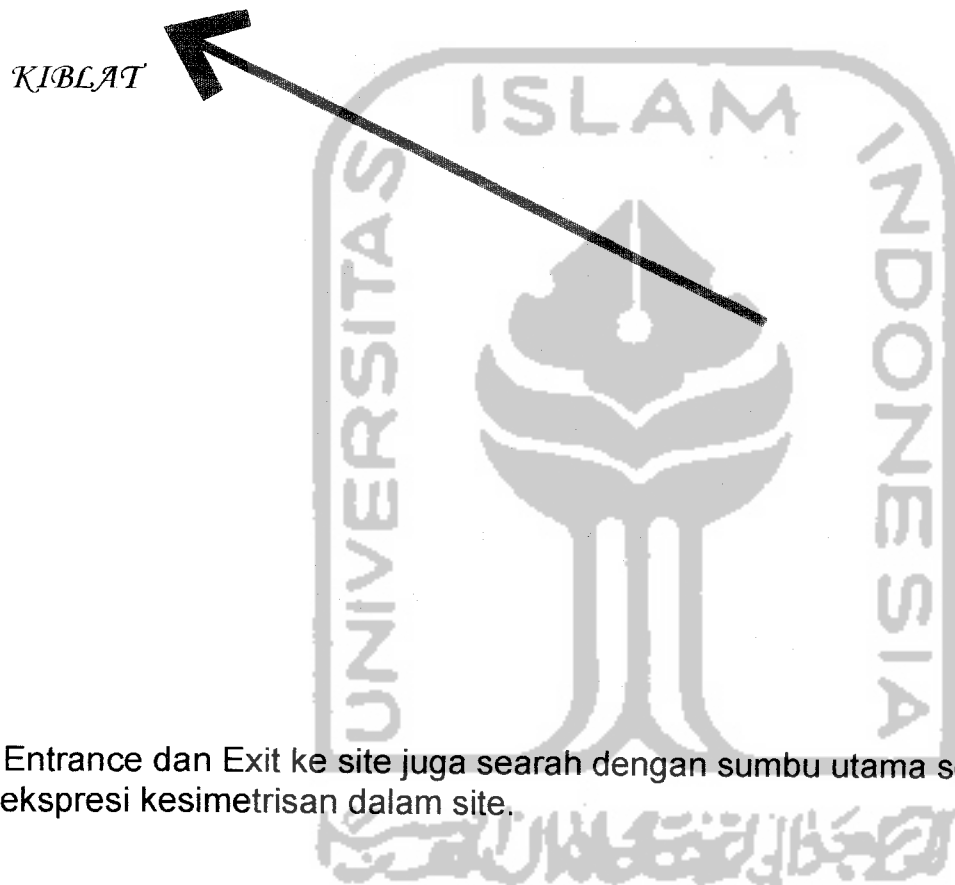 KIBLAT
ISLAM
UNIVERSITAS
INDONESIA
Entrance dan Exit ke site juga searah dengan sumbu utama
ekspresi kesimetrisan dalam site.